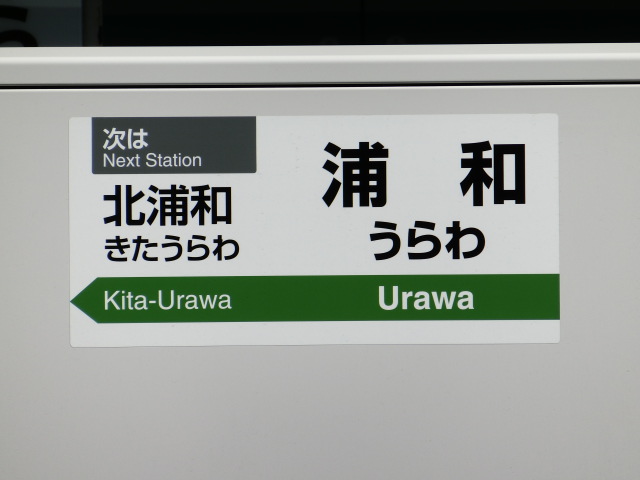 次は
Next Station
北浦和
きたうらわ
Kita-Urawa
浦和
うらわ
Urawa